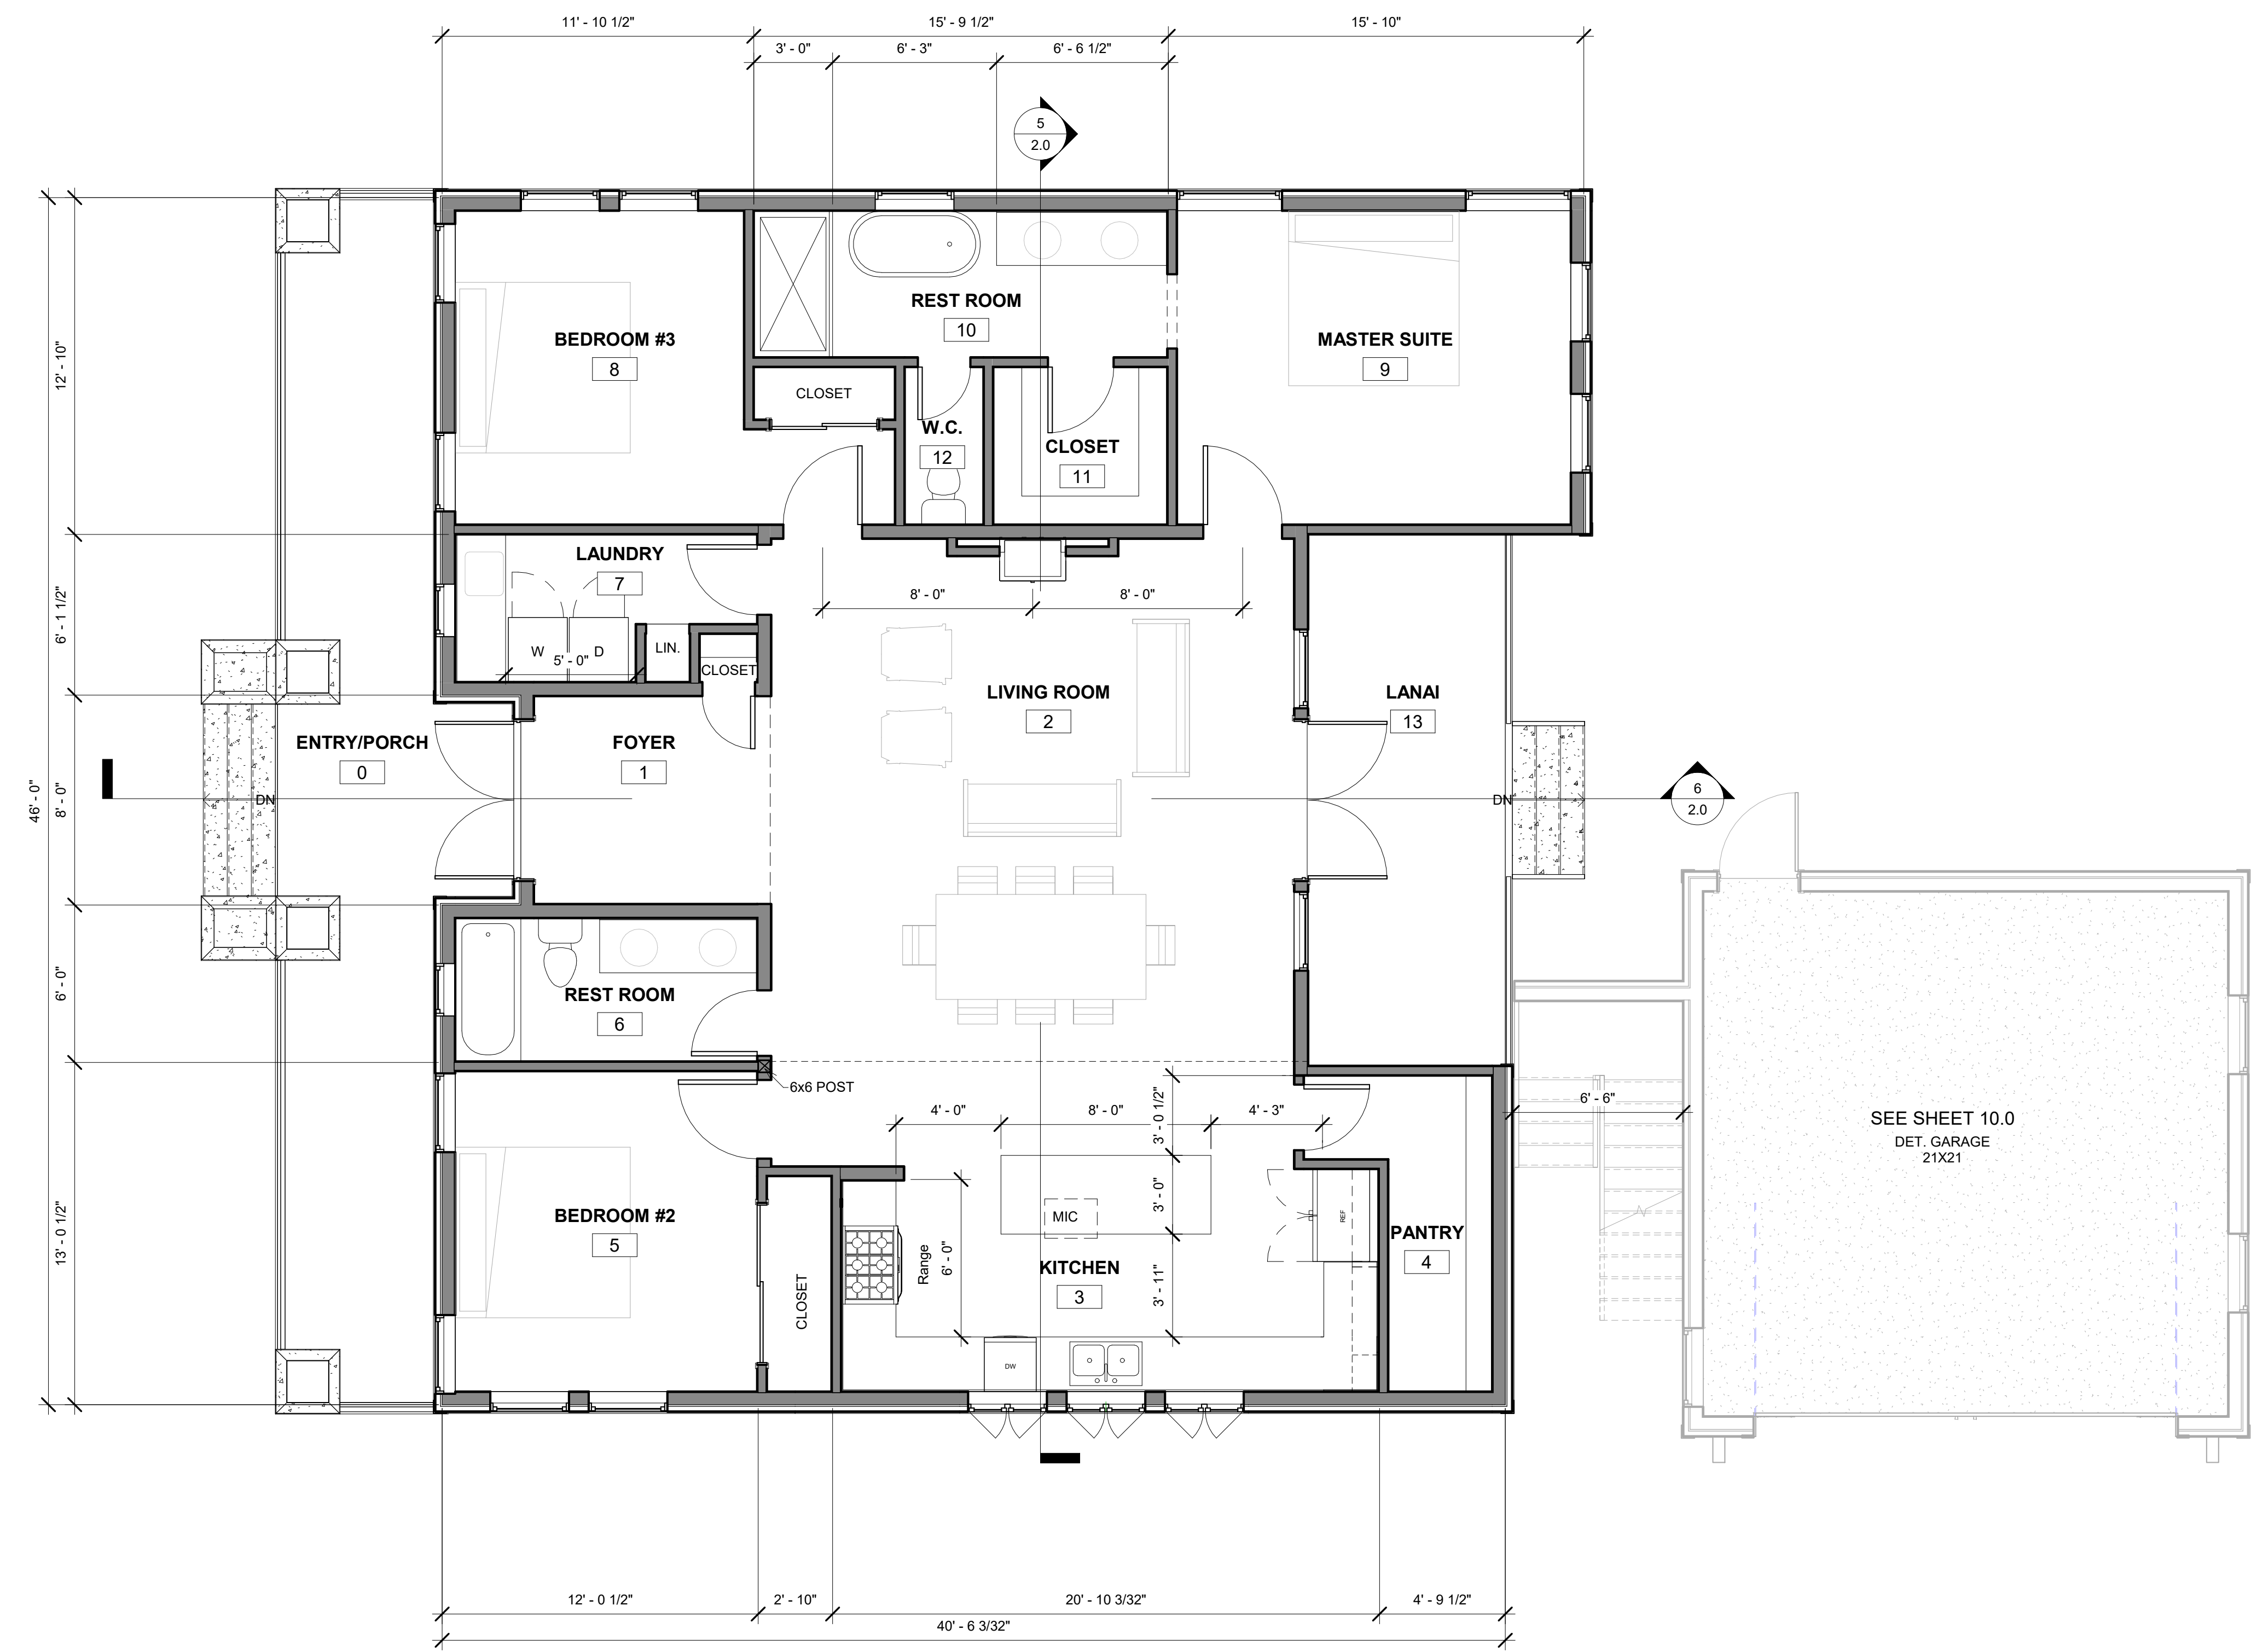 11' - 10 1/2"
15' - 9 1/2"
15' - 10"
3' - 0"
6' - 3"
6' - 6 1/2"
5
2.0
REST ROOM
10
BEDROOM #3
8
MASTER SUITE
9
12' - 10"
CLOSET
W.C.
12
CLOSET
11
LAUNDRY
7
6' - 1 1/2"
8' - 0"
8' - 0"
W
D
5' - 0"
LIN.
CLOSET
LIVING ROOM
2
LANAI
13
ENTRY/PORCH
0
FOYER
1
46' - 0"
8' - 0"
DN
DN
6
2.0
6' - 0"
REST ROOM
6
6x6 POST
4' - 0"
8' - 0"
4' - 3"
3' - 0 1/2"
6' - 6"
SEE SHEET 10.0
DET. GARAGE
21X21
13' - 0 1/2"
BEDROOM #2
5
3' - 0"
MIC
REF
PANTRY
4
Range
6' - 0"
KITCHEN
3
3' - 11"
CLOSET
DW
12' - 0 1/2"
2' - 10"
20' - 10 3/32"
4' - 9 1/2"
40' - 6 3/32"